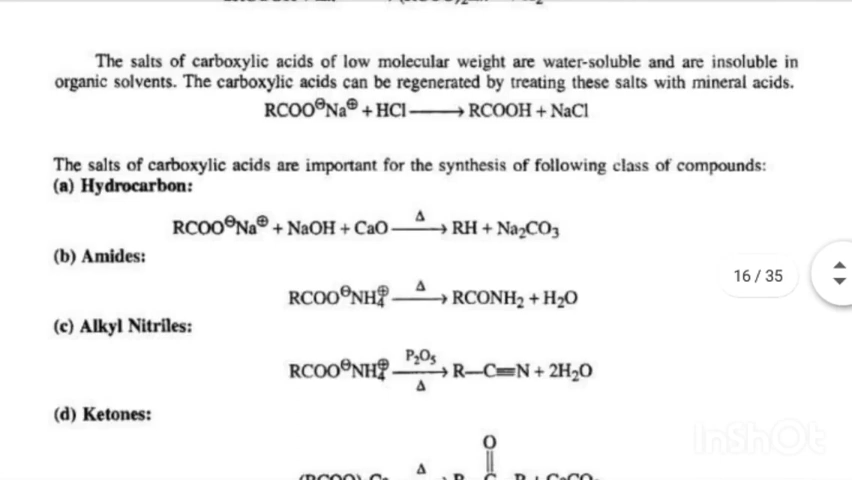 The salts of carboxylic acids of low molecular weight are water-soluble and are insoluble in
organic solvents. The carboxylic acids can be regenerated by treating these salts with mineral acids.
RCOO⊖Na⊕ + HCl ⟶ RCOOH + NaCl
The salts of carboxylic acids are important for the synthesis of following class of compounds:
(a) Hydrocarbon:
RCOO⊖Na⊕ + NaOH + CaO —Δ→ RH + Na₂CO₃
(b) Amides:
16 / 35
RCOO⊖NH₄⊕ —Δ→ RCONH₂ + H₂O
(c) Alkyl Nitriles:
RCOO⊖NH₄⊕ —P₂O₅/Δ→ R—C≡N + 2H₂O
(d) Ketones:
InShOt
O
Δ